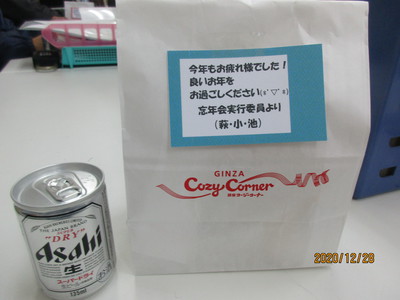 今年もお疲れ様でした！
良いお年を
お過ごしください(s´▽`s)
忘年会実行委員より
（萩・小・池）
GINZA
Cozy Corner
銀座コージーコーナー
THE JAPAN BRAND
SUPER
"DRY"
Asahi
生
スーパードライ
135ml
2020/12/28